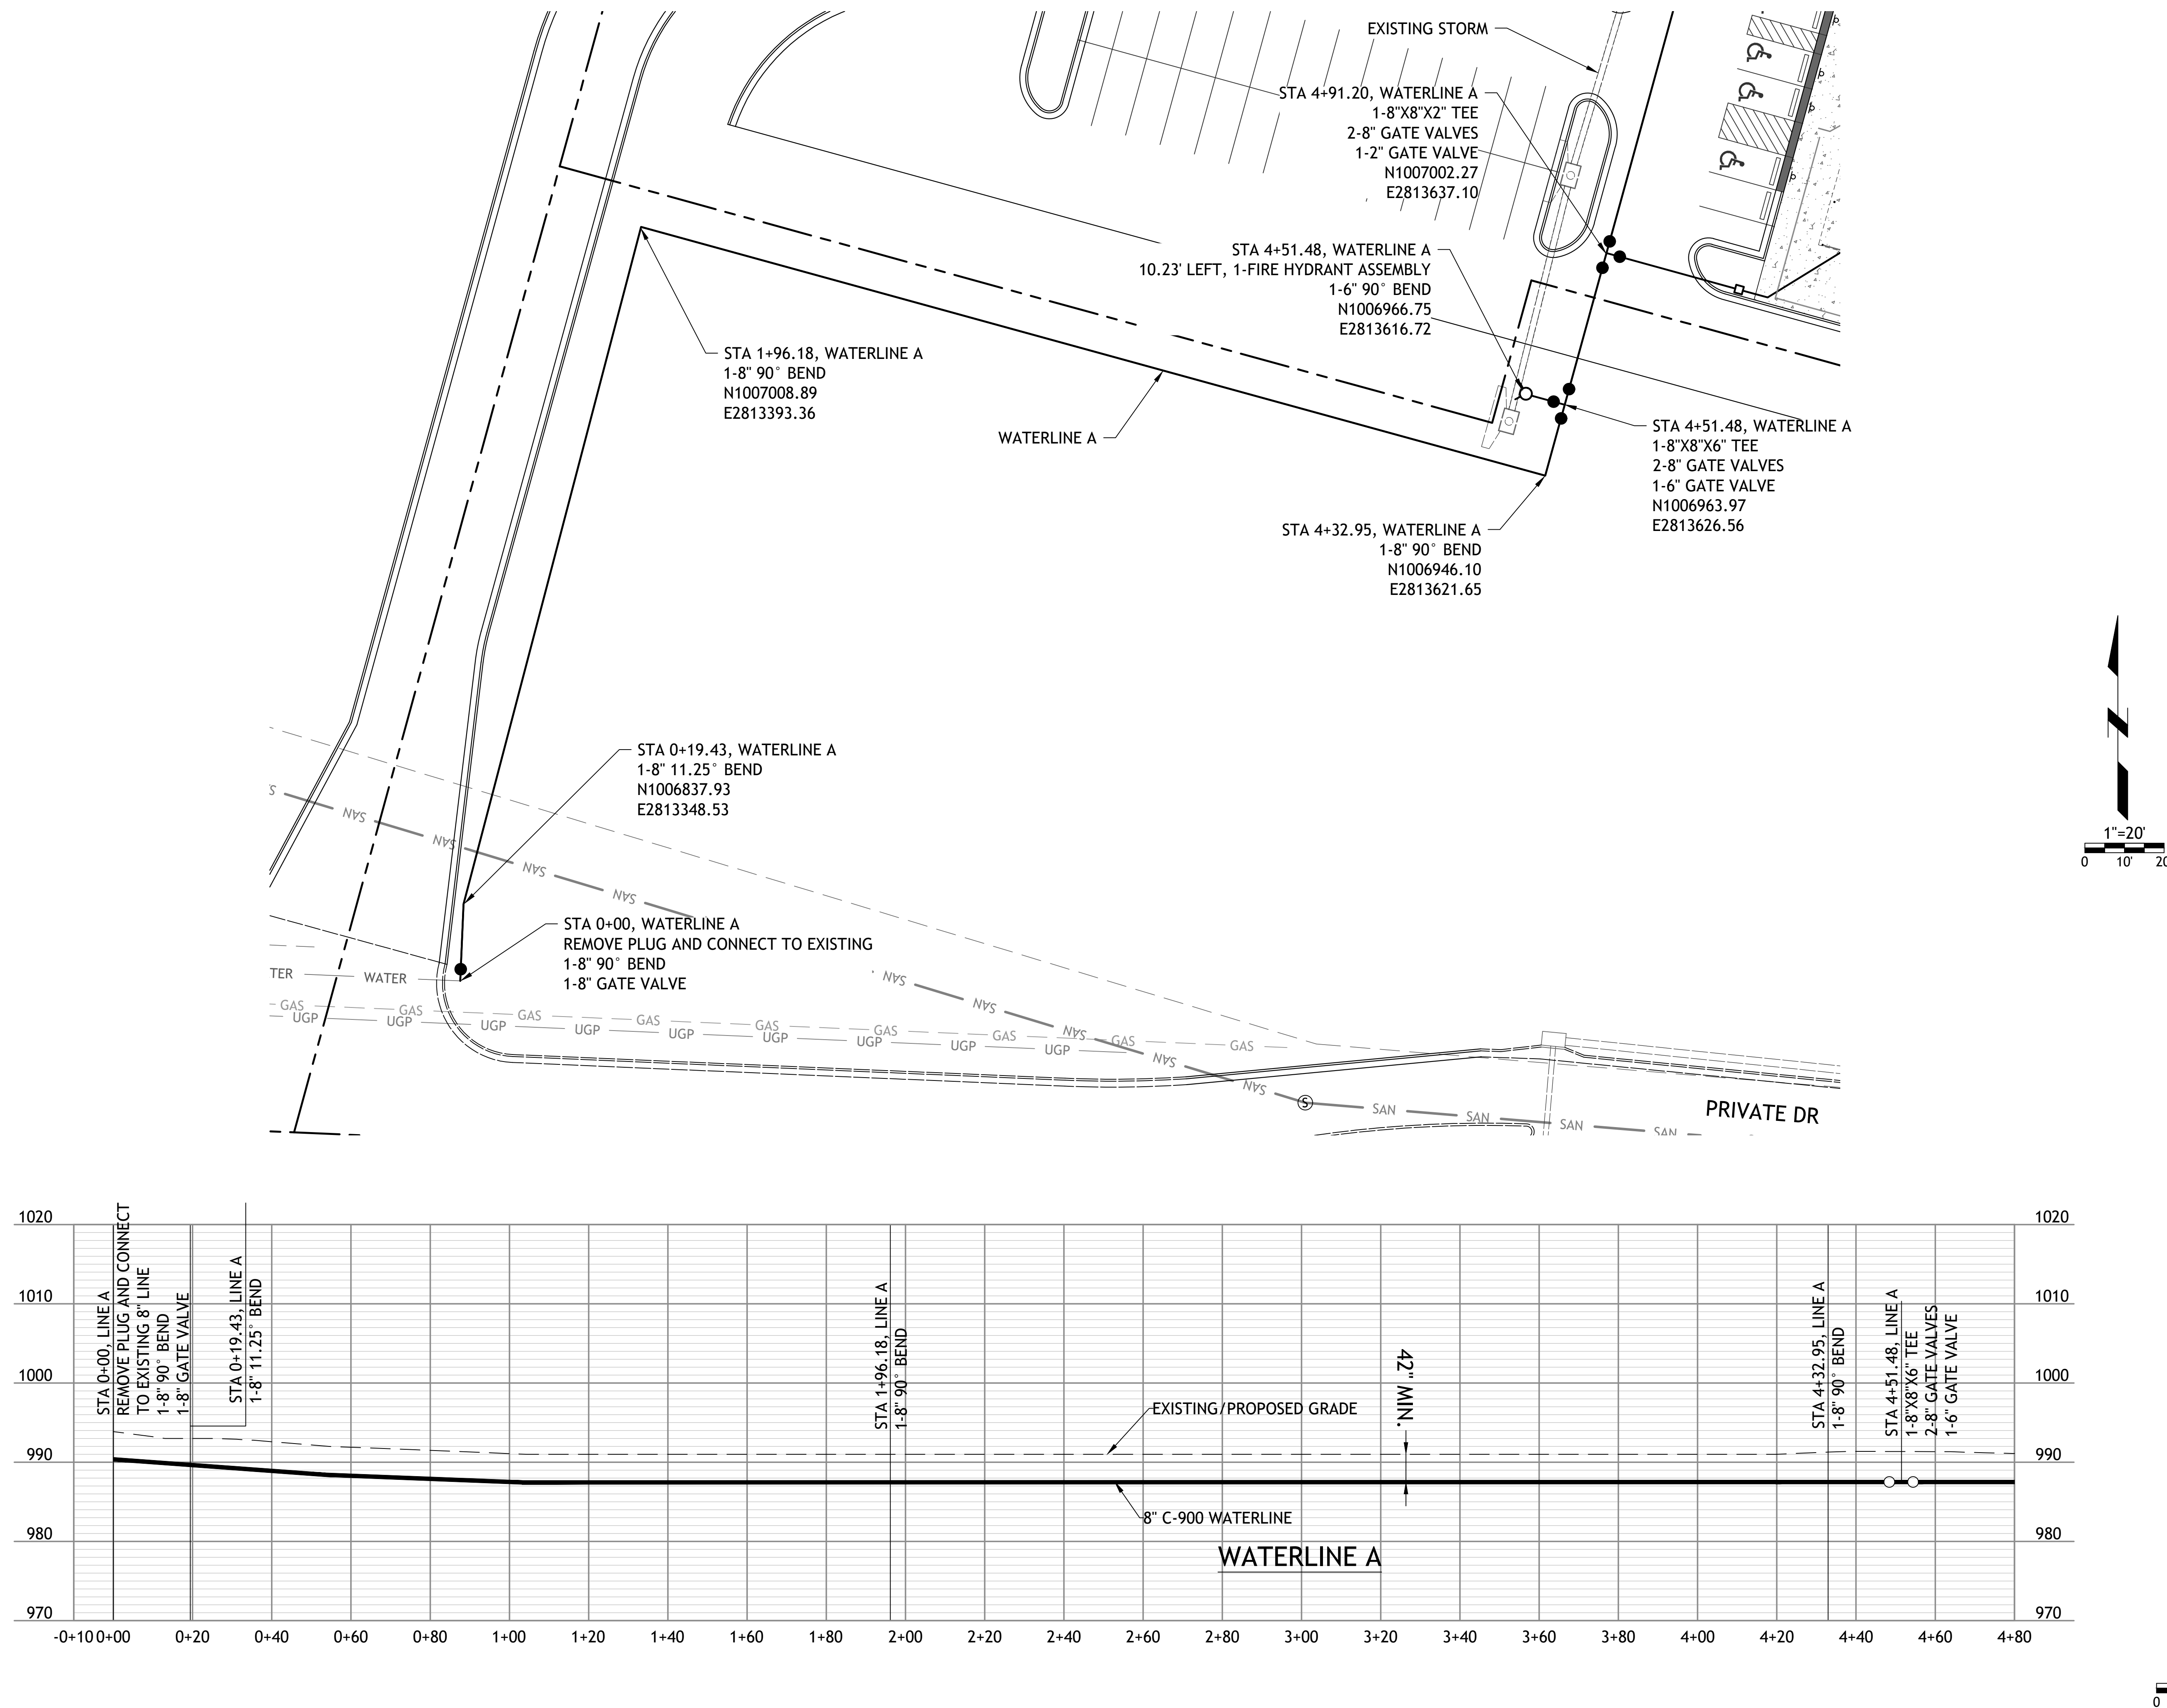 EXISTING STORM
STA 4+91.20, WATERLINE A
1-8"X8"X2" TEE
2-8" GATE VALVES
1-2" GATE VALVE
N1007002.27
E2813637.10
STA 4+51.48, WATERLINE A
10.23' LEFT, 1-FIRE HYDRANT ASSEMBLY
1-6" 90° BEND
N1006966.75
E2813616.72
STA 1+96.18, WATERLINE A
1-8" 90° BEND
N1007008.89
E2813393.36
WATERLINE A
STA 4+51.48, WATERLINE A
1-8"X8"X6" TEE
2-8" GATE VALVES
1-6" GATE VALVE
N1006963.97
E2813626.56
STA 4+32.95, WATERLINE A
1-8" 90° BEND
N1006946.10
E2813621.65
N
1"=20'
0 10' 20
STA 0+19.43, WATERLINE A
1-8" 11.25° BEND
N1006837.93
E2813348.53
SAN SAN SAN SAN
STA 0+00, WATERLINE A
REMOVE PLUG AND CONNECT TO EXISTING
1-8" 90° BEND
1-8" GATE VALVE
TER WATER
SAN SAN SAN SAN SAN
GAS GAS GAS GAS GAS GAS GAS GAS GAS
UGP UGP UGP UGP UGP UGP UGP UGP UGP
S SAN SAN SAN SAN
PRIVATE DR
1020 1020
1010 1010
1000 1000
990 990
980 980
970 970
STA 0+00, LINE A
REMOVE PLUG AND CONNECT
TO EXISTING 8" LINE
1-8" 90° BEND
1-8" GATE VALVE
STA 0+19.43, LINE A
1-8" 11.25° BEND
STA 1+96.18, LINE A
1-8" 90° BEND
EXISTING/PROPOSED GRADE
42" MIN.
8" C-900 WATERLINE
STA 4+32.95, LINE A
1-8" 90° BEND
STA 4+51.48, LINE A
1-8"X8"X6" TEE
2-8" GATE VALVES
1-6" GATE VALVE
WATERLINE A
-0+10 0+00 0+20 0+40 0+60 0+80 1+00 1+20 1+40 1+60 1+80 2+00 2+20 2+40 2+60 2+80 3+00 3+20 3+40 3+60 3+80 4+00 4+20 4+40 4+60 4+80
0